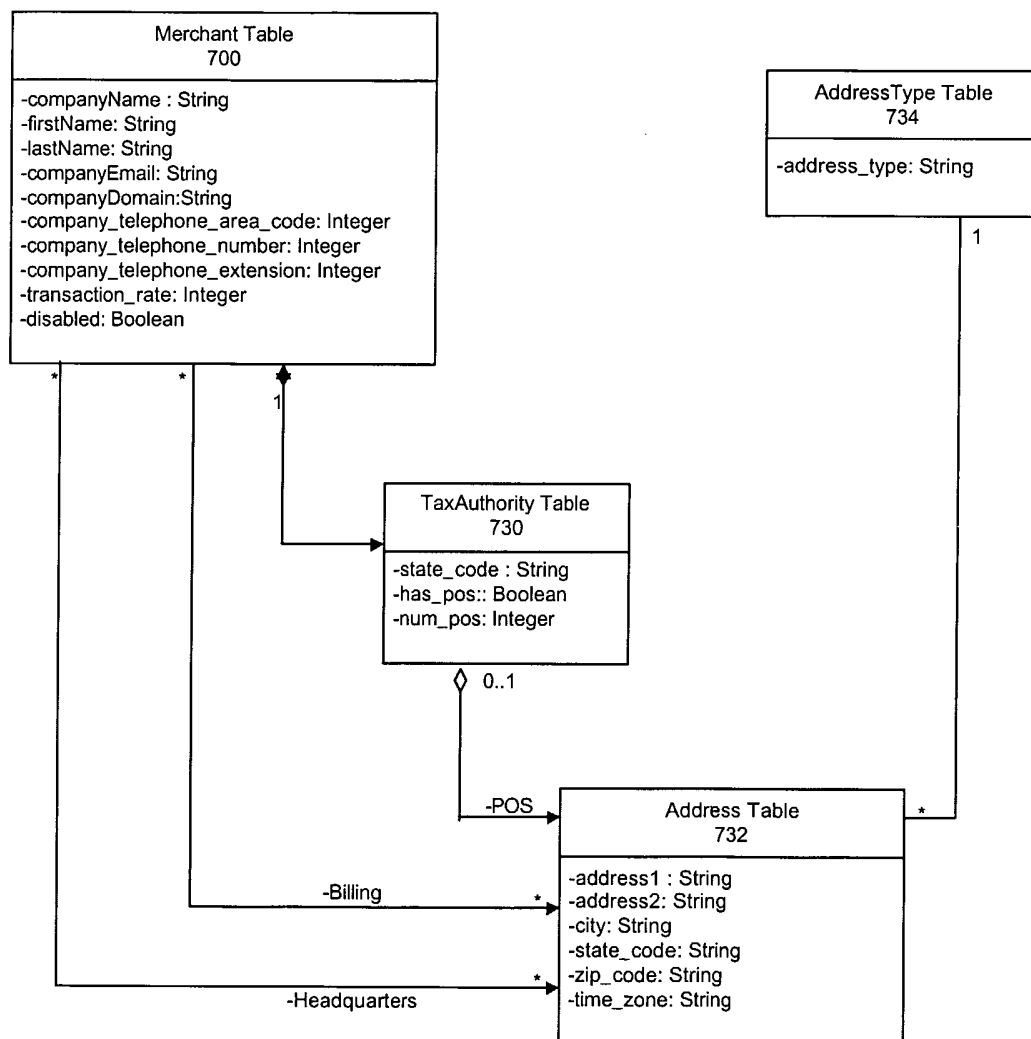 Merchant Table
700
-companyName : String
-firstName: String
-lastName: String
-companyEmail: String
-companyDomain:String
-company_telephone_area_code: Integer
-company_telephone_number: Integer
-company_telephone_extension: Integer
-transaction_rate: Integer
-disabled: Boolean
AddressType Table
734
-address_type: String
1
*
*
1
TaxAuthority Table
730
-state_code : String
-has_pos:: Boolean
-num_pos: Integer
0..1
-POS
Address Table
732
*
-address1 : String
-address2: String
-city: String
-state_code: String
-zip_code: String
-time_zone: String
-Billing
*
-Headquarters
*